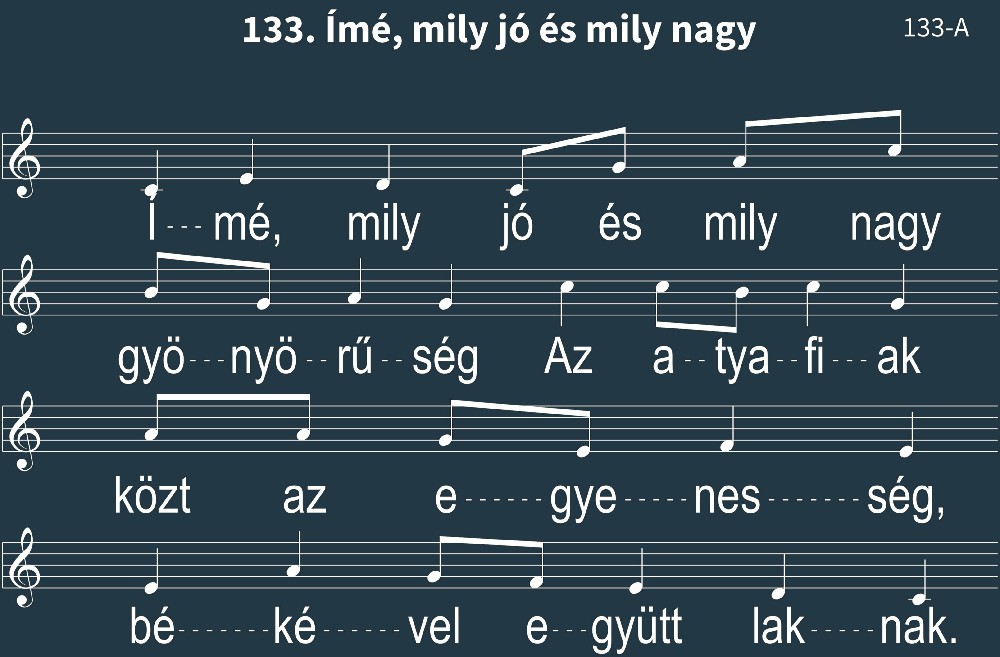 133. Ímé, mily jó és mily nagy
133-A
Í---mé, mily jó és mily nagy
gyö---nyö--rű--ség Az a--tya--fi---ak
közt az e------gye-----nes-------ség,
bé-------ké------vel e---gyütt lak-----nak.